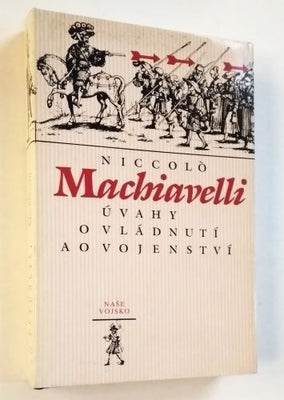 NICCOLÒ
Machiavelli
ÚVAHY
O VLÁDNUTÍ
A O VOJENSTVÍ
NAŠE
VOJSKO